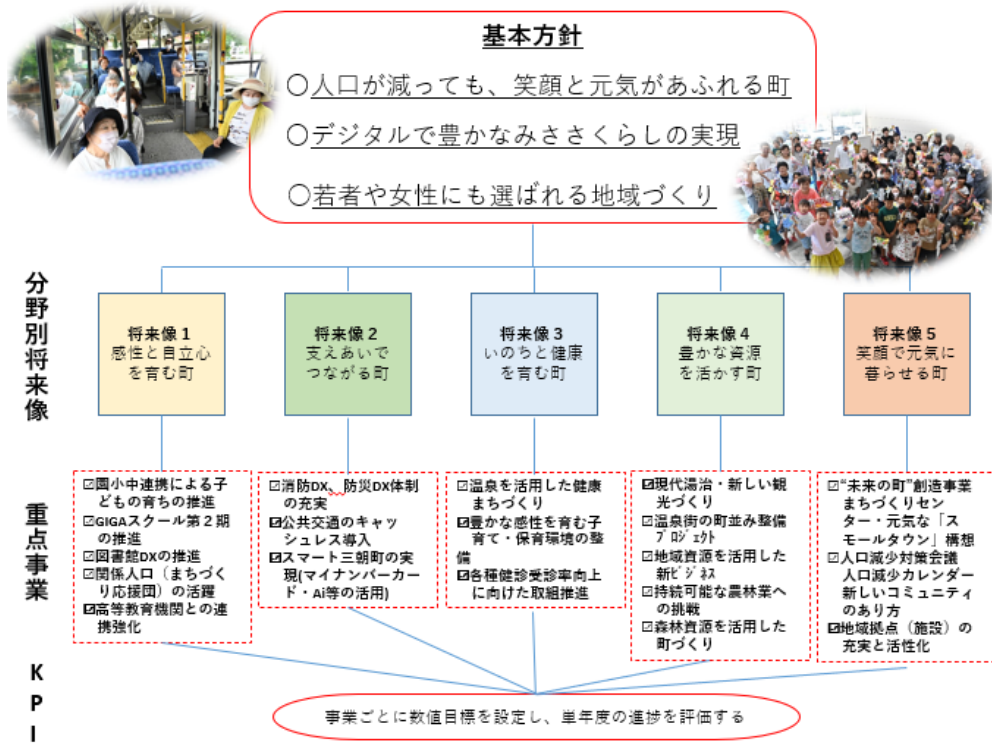 基本方針
〇人口が減っても、笑顔と元気があふれる町
〇デジタルで豊かなみささくらしの実現
〇若者や女性にも選ばれる地域づくり
分野別将来像
将来像1
感性と自立心
を育む町
将来像2
支えあいで
つながる町
将来像3
いのちと健康
を育む町
将来像4
豊かな資源
を活かす町
将来像5
笑顔で元気に
暮らせる町
重点事業
☑園小中連携による子
どもの育ちの推進
☑GIGAスクール第2期
の推進
☑図書館DXの推進
☑関係人口(まちづく
り応援団)の活躍
☑高等教育機関との連
携強化
☑消防DX、防災DX体制
の充実
☑公共交通のキャッ
シュレス導入
☑スマート三朝町の実
現(マイナンバーカー
ド・Ai等の活用)
☑温泉を活用した健康
まちづくり
☑豊かな感性を育む子
育て・保育環境の整
備
☑各種健診受診率向上
に向けた取組推進
☑現代湯治・新しい観
光づくり
☑温泉街の町並み整備
プロジェクト
☑地域資源を活用した
新ビジネス
☑持続可能な農林業へ
の挑戦
☑森林資源を活用した
町づくり
☑“未来の町”創造事業
まちづくりセン
ター・元気な「ス
モールタウン」構想
☑人口減少対策会議
人口減少カレンダー
新しいコミュニティ
のあり方
☑地域拠点(施設)の
充実と活性化
KPI
事業ごとに数値目標を設定し、単年度の進捗を評価する